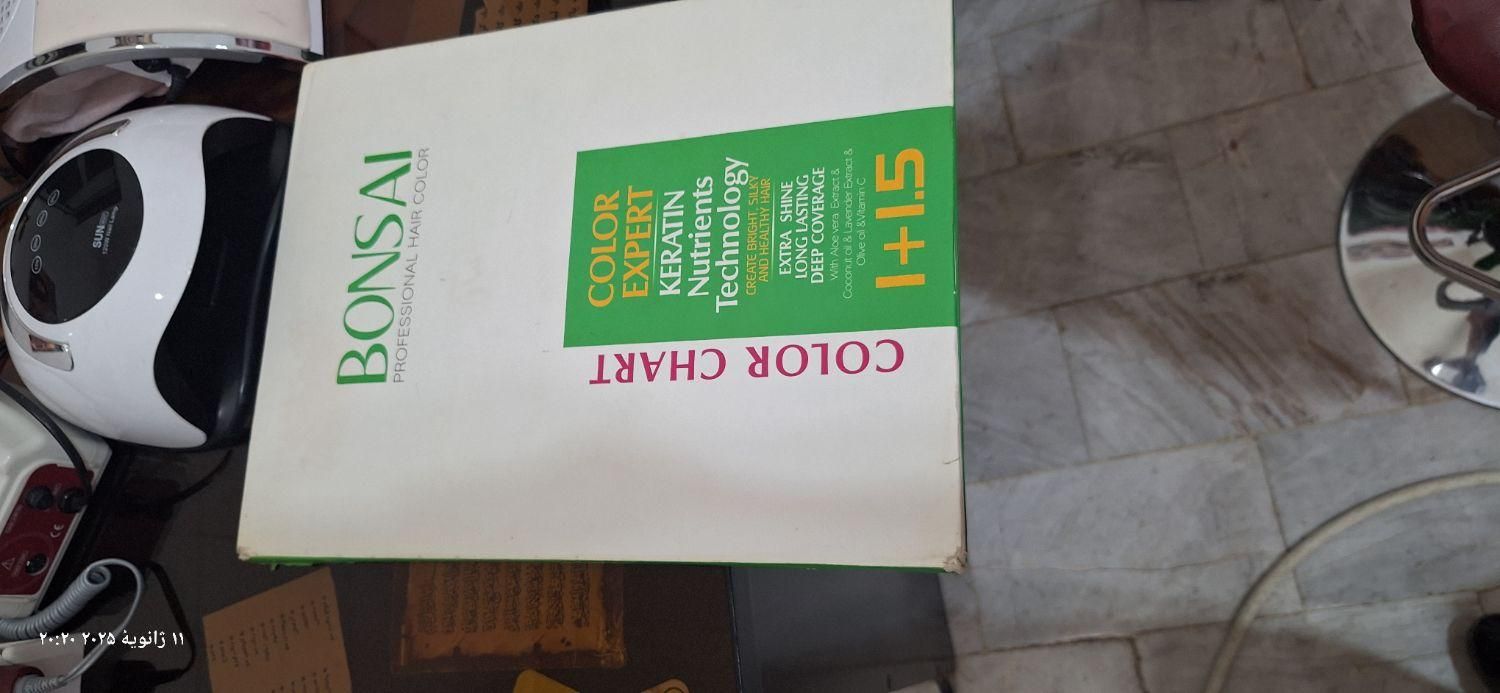 BONSAI
PROFESSIONAL HAIR COLOR
COLOR
EXPERT
KERATIN
Nutrients
Technology
CREATE BRIGHT, SILKY
AND HEALTHY HAIR
EXTRA SHINE
LONG LASTING
DEEP COVERAGE
With Aloe vera Extract &
Coconut oil & Lavender Extract &
Olive oil &Vitamin C
1+1.5
COLOR CHART
SUN
۱۱ ژانویهٔ ۲۰۲۵ ۲۰:۲۰